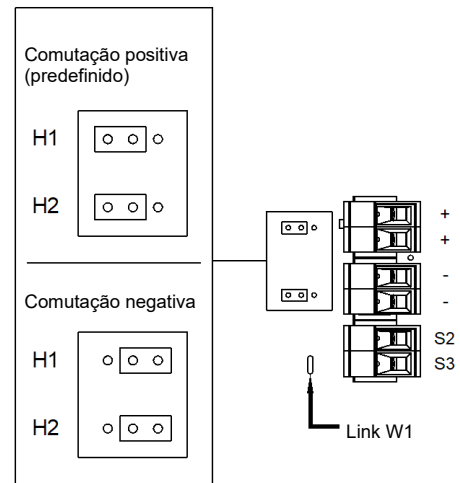 Comutação positiva
(predefinido)
H1
H2
Comutação negativa
H1
H2
+
+
-
-
S2
S3
Link W1